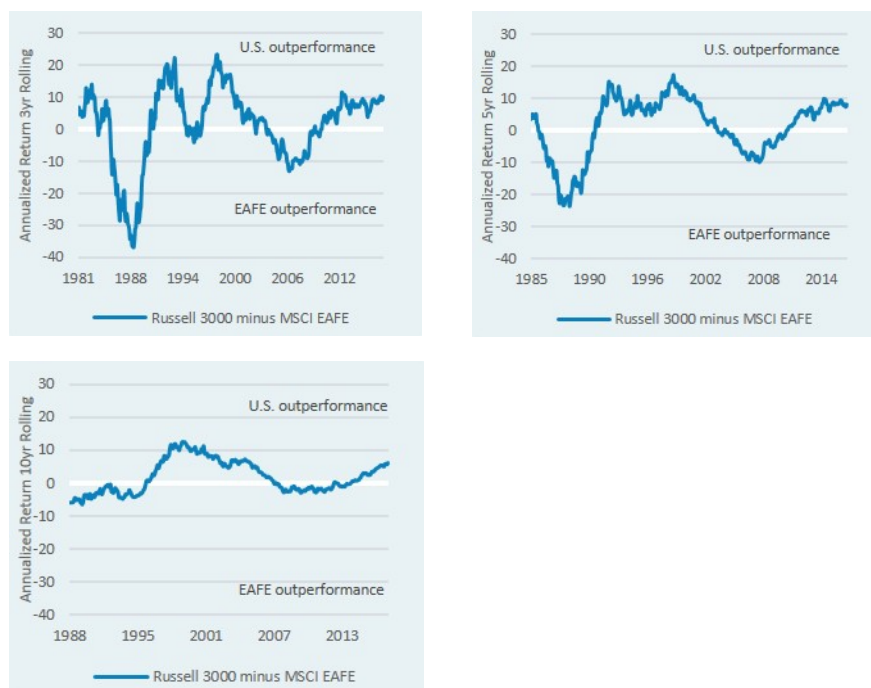 Annualized Return 3yr Rolling
30
20
10
0
-10
-20
-30
-40
U.S. outperformance
EAFE outperformance
1981 1988 1994 2000 2006 2012
Russell 3000 minus MSCI EAFE
Annualized Return 5yr Rolling
30
20
10
0
-10
-20
-30
-40
U.S. outperformance
EAFE outperformance
1985 1990 1996 2002 2008 2014
Russell 3000 minus MSCI EAFE
Annualized Return 10yr Rolling
30
20
10
0
-10
-20
-30
-40
U.S. outperformance
EAFE outperformance
1988 1995 2001 2007 2013
Russell 3000 minus MSCI EAFE